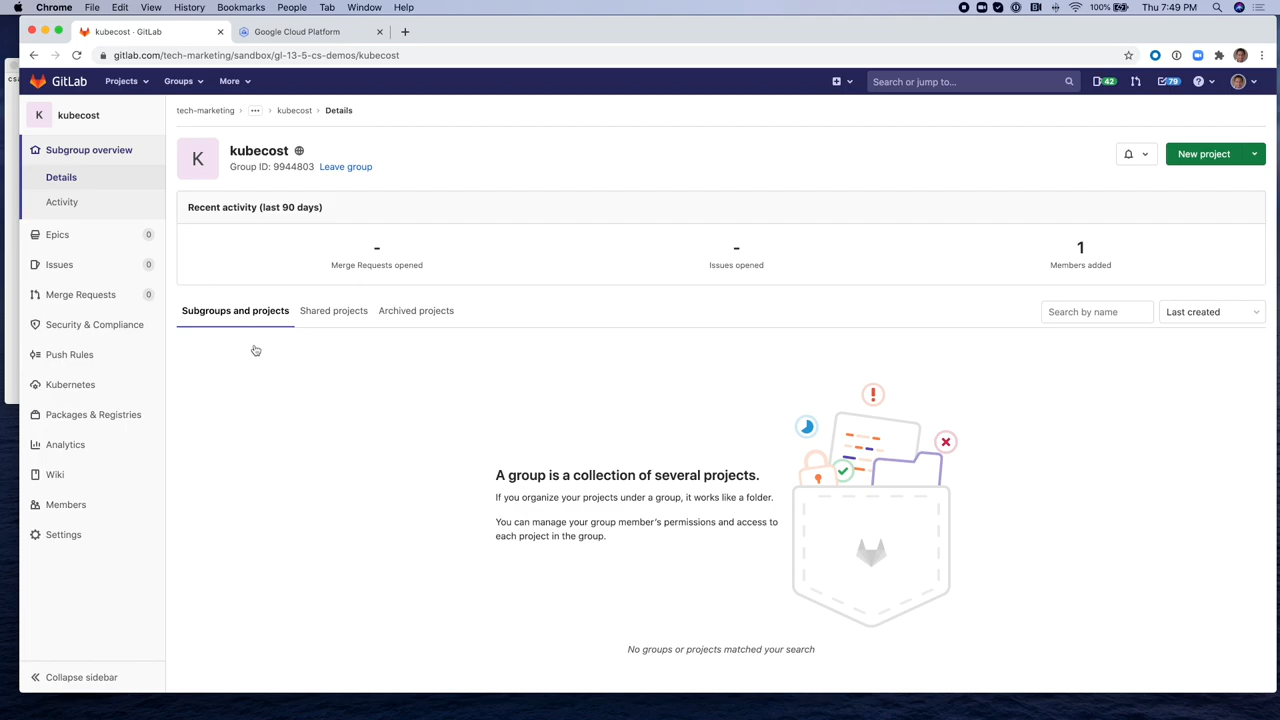 Chrome File Edit View History Bookmarks People Tab Window Help 100% Thu 7:49 PM
kubecost · GitLab Google Cloud Platform
gitlab.com/tech-marketing/sandbox/gl-13-5-cs-demos/kubecost
GitLab Projects Groups More Search or jump to... 42 79
K kubecost
tech-marketing ... kubecost Details
Subgroup overview
Details
Activity
Epics 0
Issues 0
Merge Requests 0
Security & Compliance
Push Rules
Kubernetes
Packages & Registries
Analytics
Wiki
Members
Settings
Collapse sidebar
K
kubecost
Group ID: 9944803 Leave group
New project
Recent activity (last 90 days)
- - 1
Merge Requests opened Issues opened Members added
Subgroups and projects Shared projects Archived projects Search by name Last created
A group is a collection of several projects.
If you organize your projects under a group, it works like a folder.
You can manage your group member's permissions and access to
each project in the group.
No groups or projects matched your search